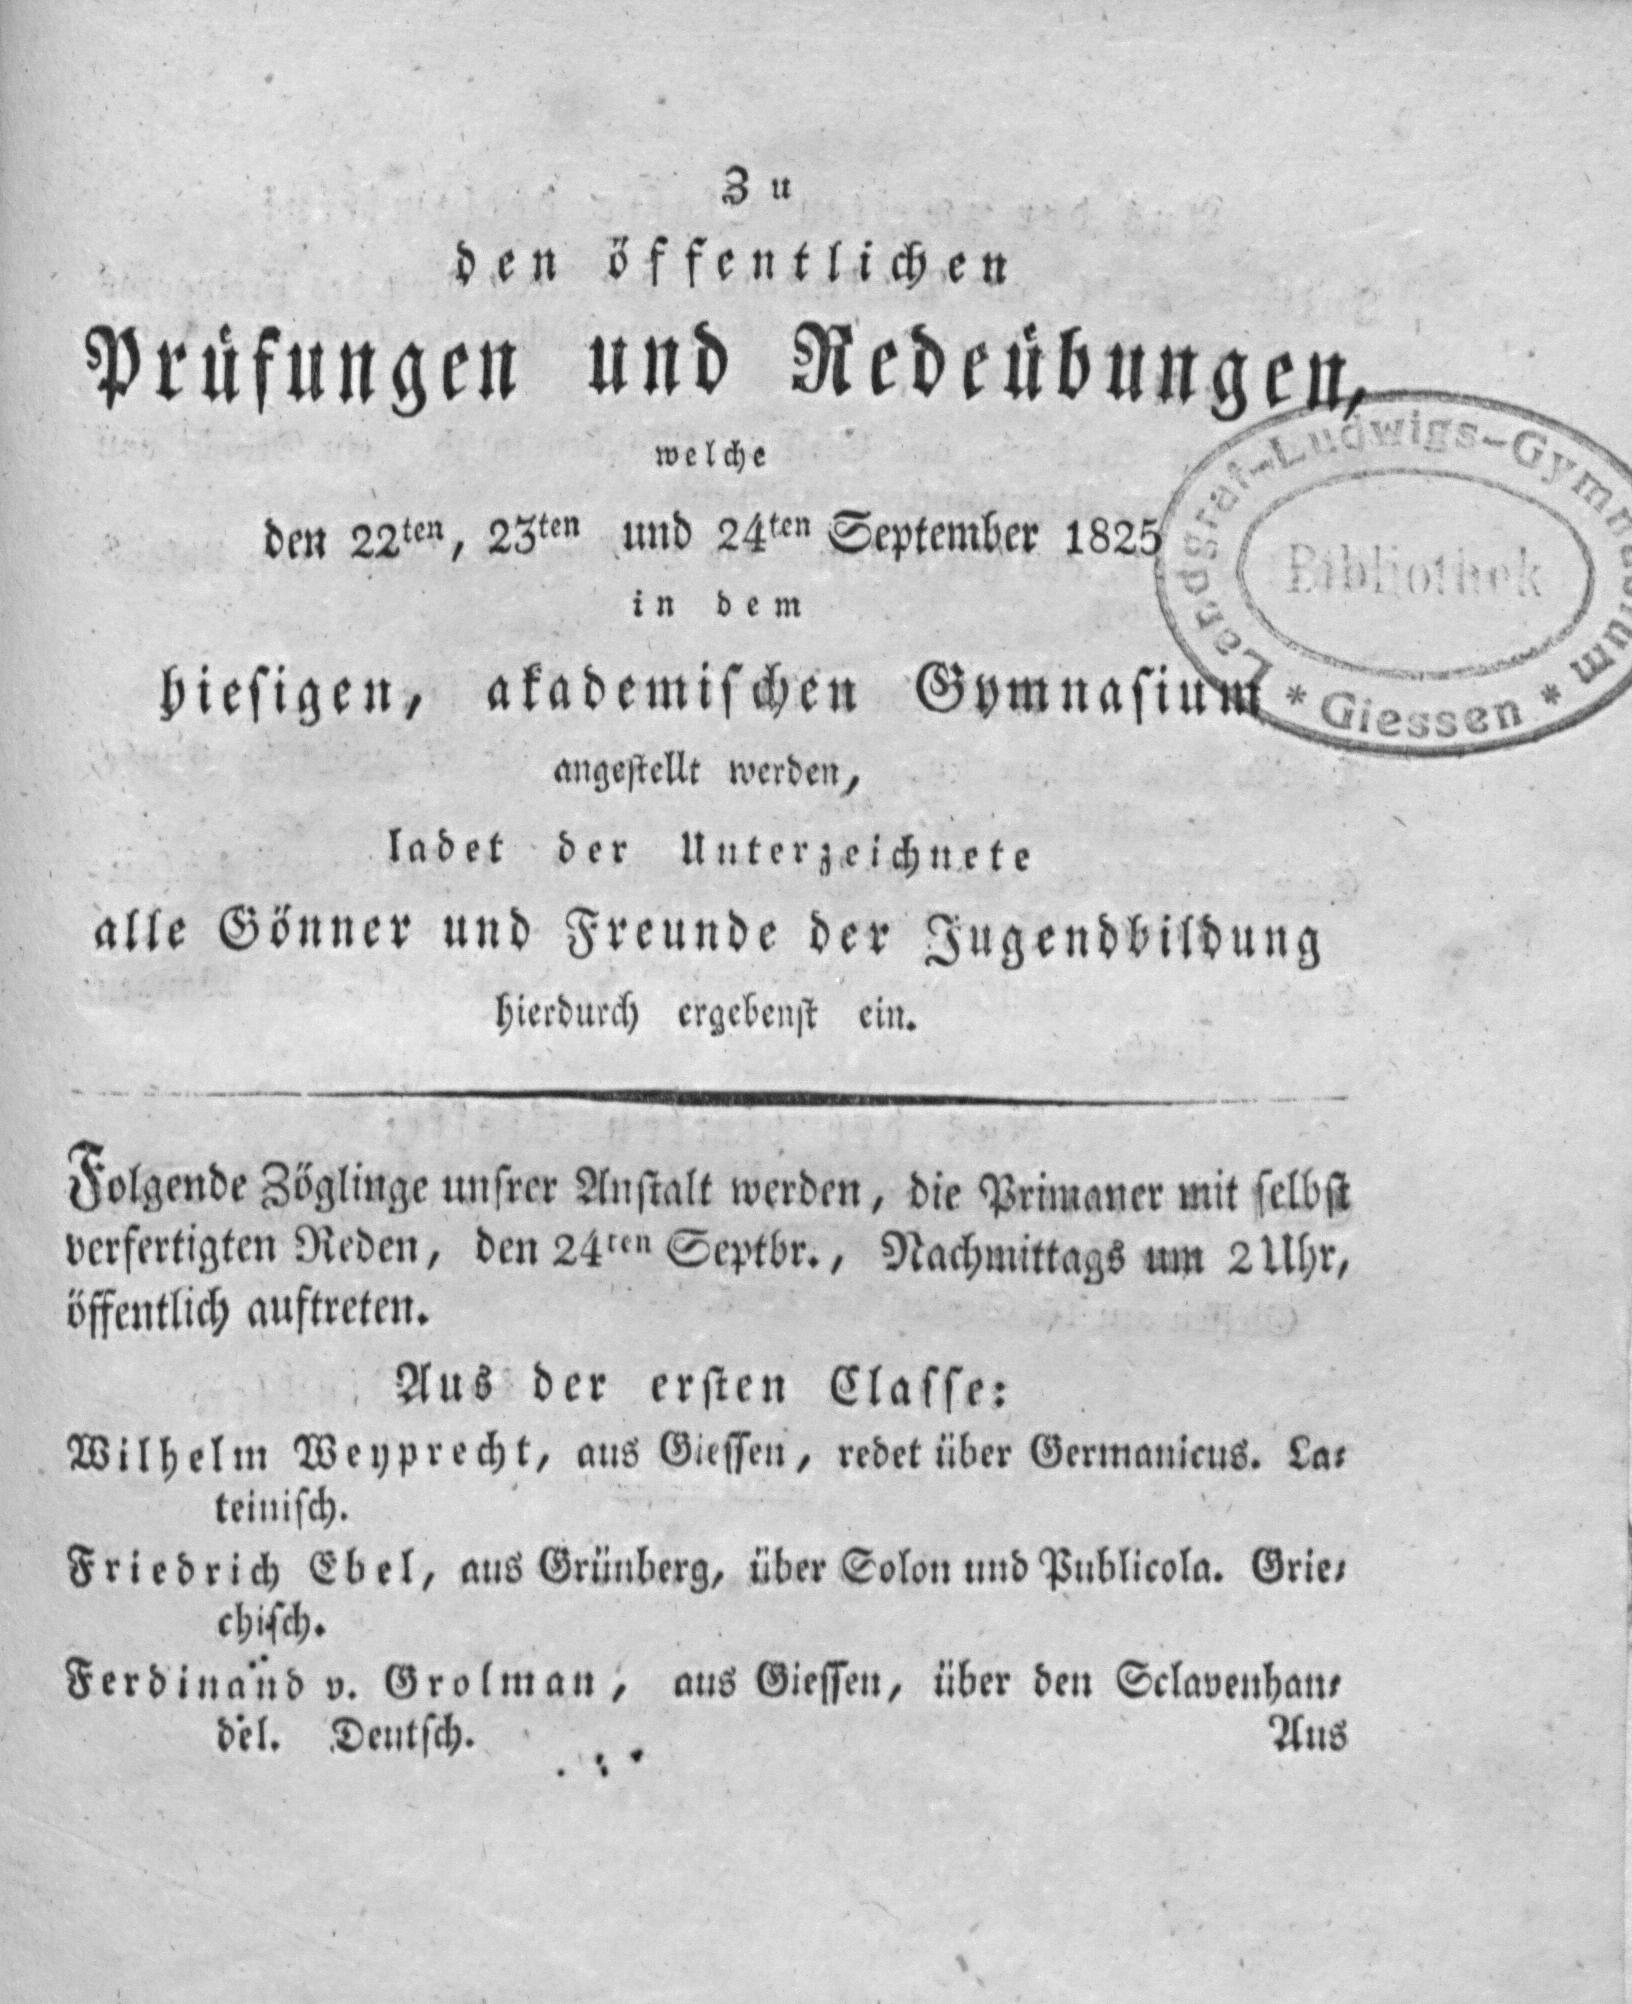 Zu
den öffentlichen
Prüfungen und Redeübungen,
welche
den 22ten, 23ten und 24ten September 1825
in dem
hiesigen, akademischen Gymnasium
angestellt werden,
ladet der Unterzeichnete
alle Gönner und Freunde der Jugendbildung
hierdurch ergebenst ein.
Landgraf-Ludwigs-Gymnasium
Bibliothek
* Giessen *
Folgende Zöglinge unsrer Anstalt werden, die Primaner mit selbst
verfertigten Reden, den 24ten Septbr., Nachmittags um 2 Uhr,
öffentlich auftreten.
Aus der ersten Classe:
Wilhelm Weyprecht, aus Giessen, redet über Germanicus. La-
teinisch.
Friedrich Ebel, aus Grünberg, über Solon und Publicola. Grie-
chisch.
Ferdinand v. Grolman, aus Giessen, über den Sclavenhan-
del. Deutsch.
Aus